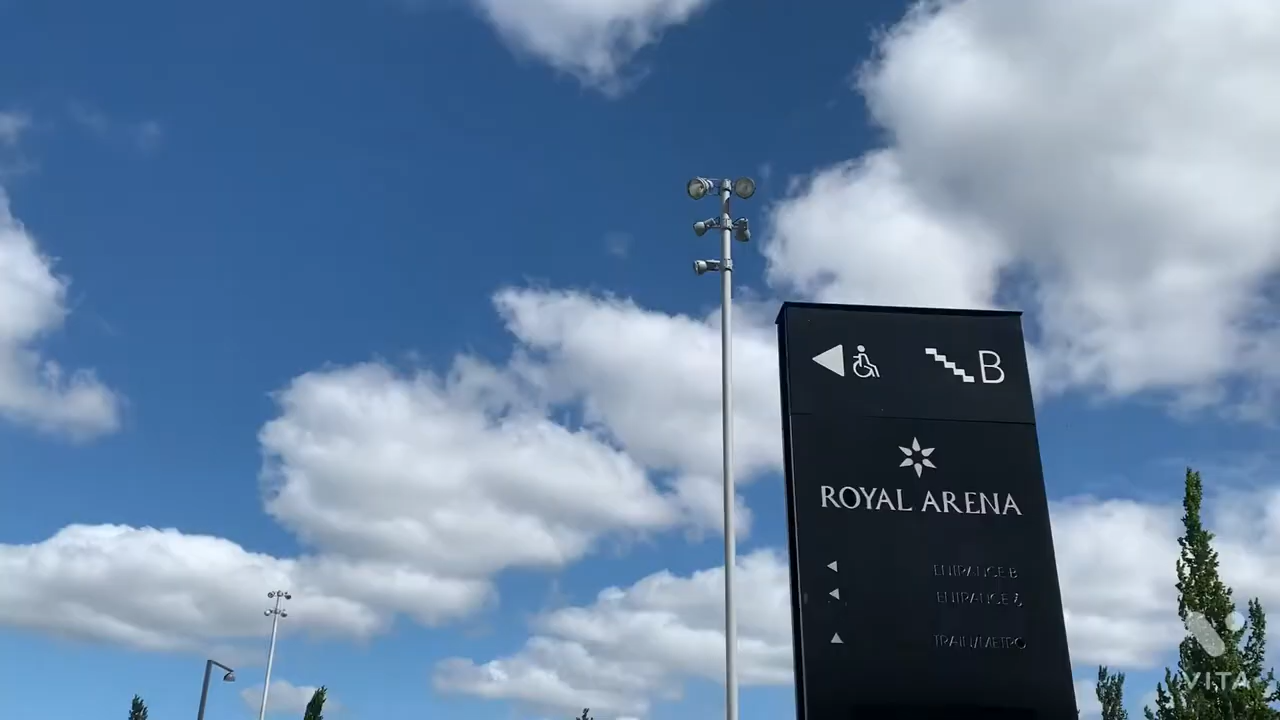 B
ROYAL ARENA
ENTRANCE B
ENTRANCE
TRAIN/METRO
VITA